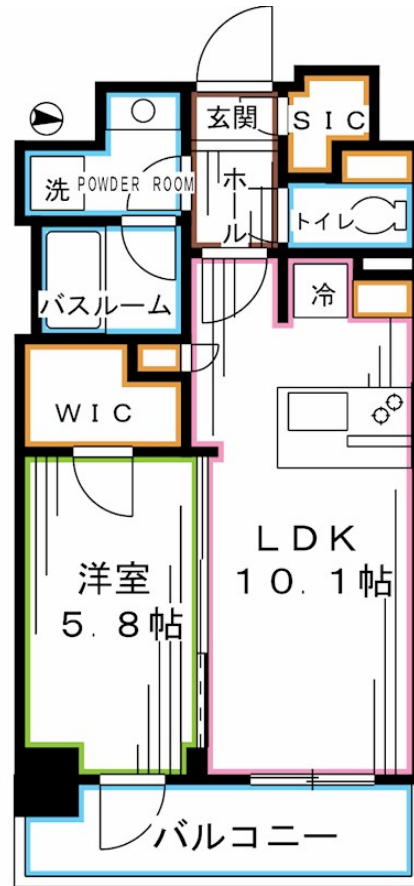 玄関
ＳＩＣ
洗
POWDER ROOM
ホール
トイレ
バスルーム
冷
ＷＩＣ
ＬＤＫ
１０．１帖
洋室
５．８帖
バルコニー